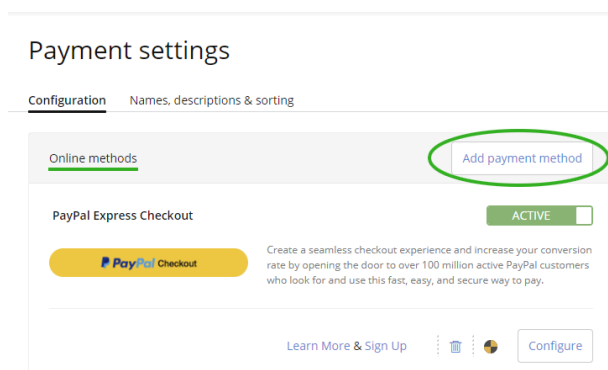 Payment settings
Configuration Names, descriptions & sorting
Online methods Add payment method
PayPal Express Checkout ACTIVE
PayPal Checkout
Create a seamless checkout experience and increase your conversion
rate by opening the door to over 100 million active PayPal customers
who look for and use this fast, easy, and secure way to pay.
Learn More & Sign Up Configure